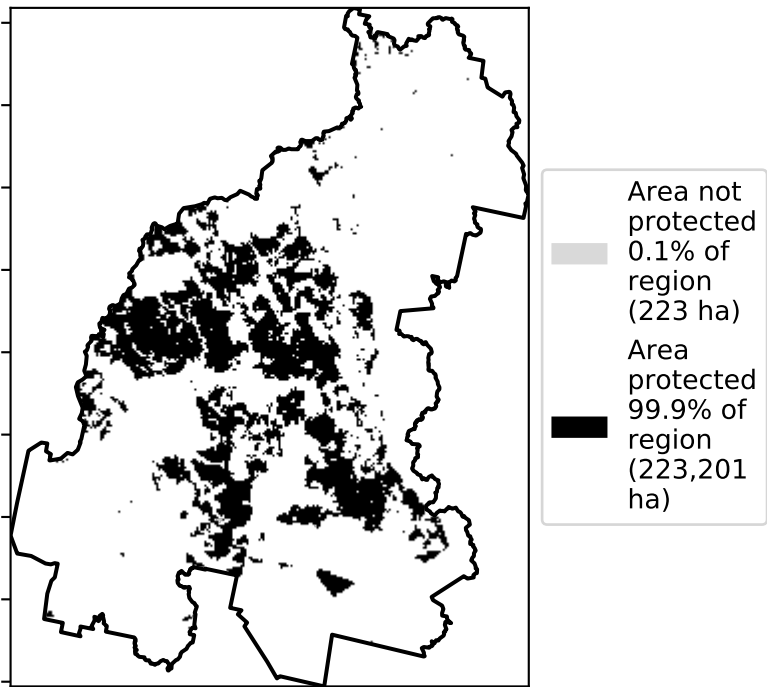 Area not
protected
0.1% of
region
(223 ha)
Area
protected
99.9% of
region
(223,201
ha)